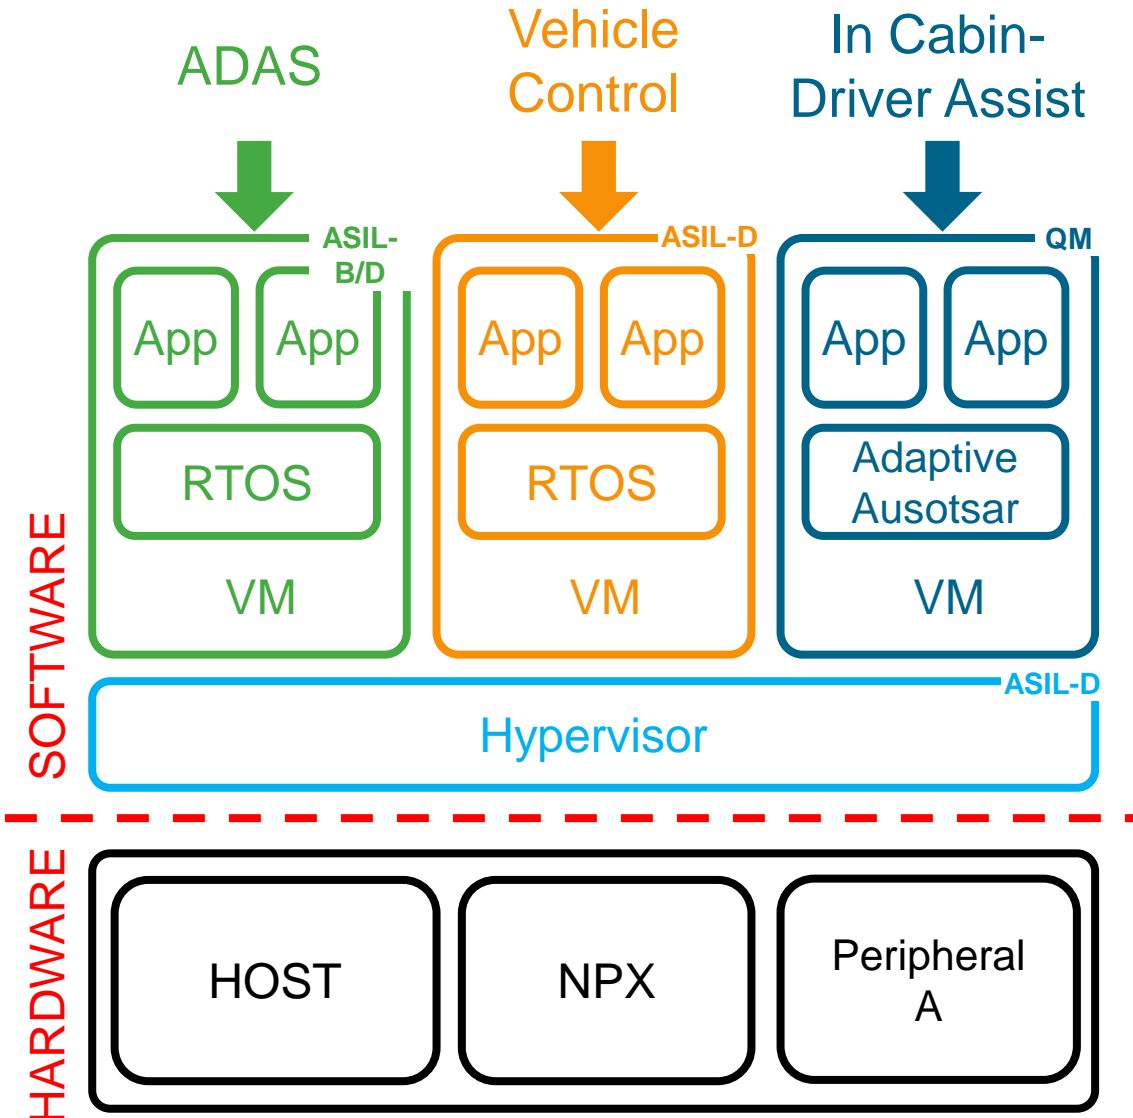 ADAS
Vehicle
Control
In Cabin-
Driver Assist
ASIL-
B/D
App
App
RTOS
VM
ASIL-D
App
App
RTOS
VM
QM
App
App
Adaptive
Ausotsar
VM
SOFTWARE
ASIL-D
Hypervisor
HARDWARE
HOST
NPX
Peripheral
A